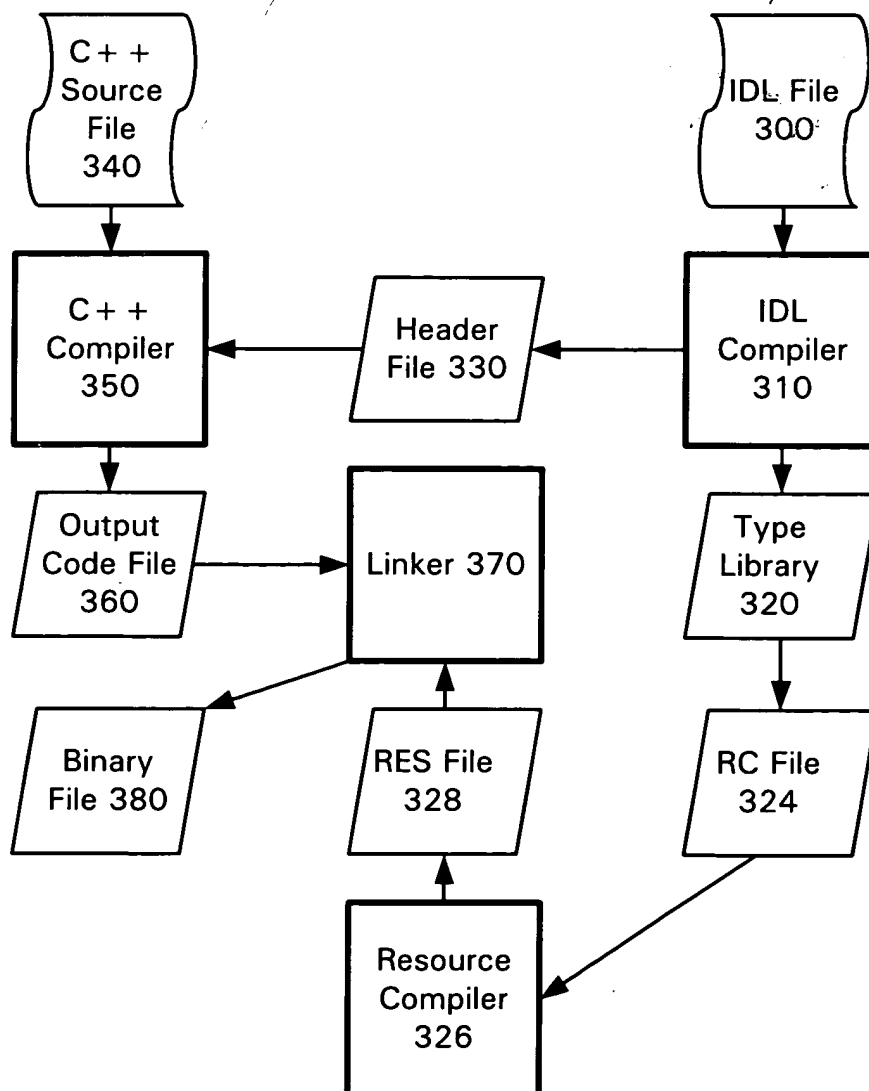 C++
Source
File
340
IDL File
300
C++
Compiler
350
Header
File 330
IDL
Compiler
310
Output
Code File
360
Linker 370
Type
Library
320
Binary
File 380
RES File
328
RC File
324
Resource
Compiler
326